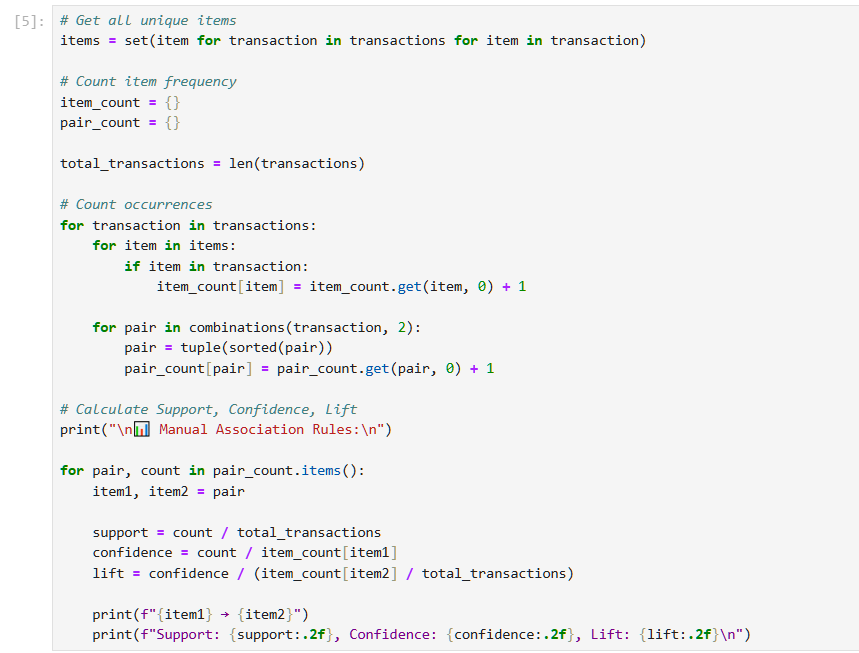 [5]:
# Get all unique items
items = set(item for transaction in transactions for item in transaction)

# Count item frequency
item_count = {}
pair_count = {}

total_transactions = len(transactions)

# Count occurrences
for transaction in transactions:
    for item in items:
        if item in transaction:
            item_count[item] = item_count.get(item, 0) + 1

    for pair in combinations(transaction, 2):
        pair = tuple(sorted(pair))
        pair_count[pair] = pair_count.get(pair, 0) + 1

# Calculate Support, Confidence, Lift
print("\n📊 Manual Association Rules:\n")

for pair, count in pair_count.items():
    item1, item2 = pair

    support = count / total_transactions
    confidence = count / item_count[item1]
    lift = confidence / (item_count[item2] / total_transactions)

    print(f"{item1} → {item2}")
    print(f"Support: {support:.2f}, Confidence: {confidence:.2f}, Lift: {lift:.2f}\n")